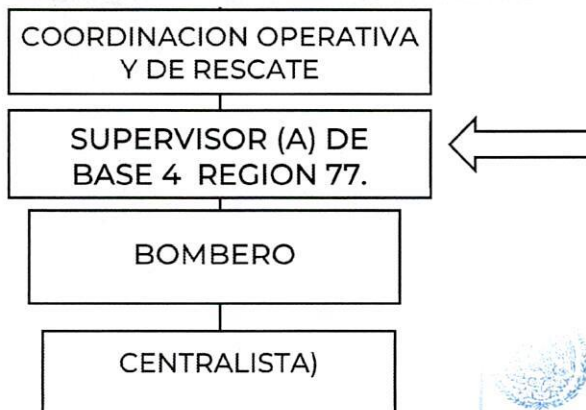 COORDINACION OPERATIVA
Y DE RESCATE
SUPERVISOR (A) DE
BASE 4 REGION 77.
BOMBERO
CENTRALISTA)